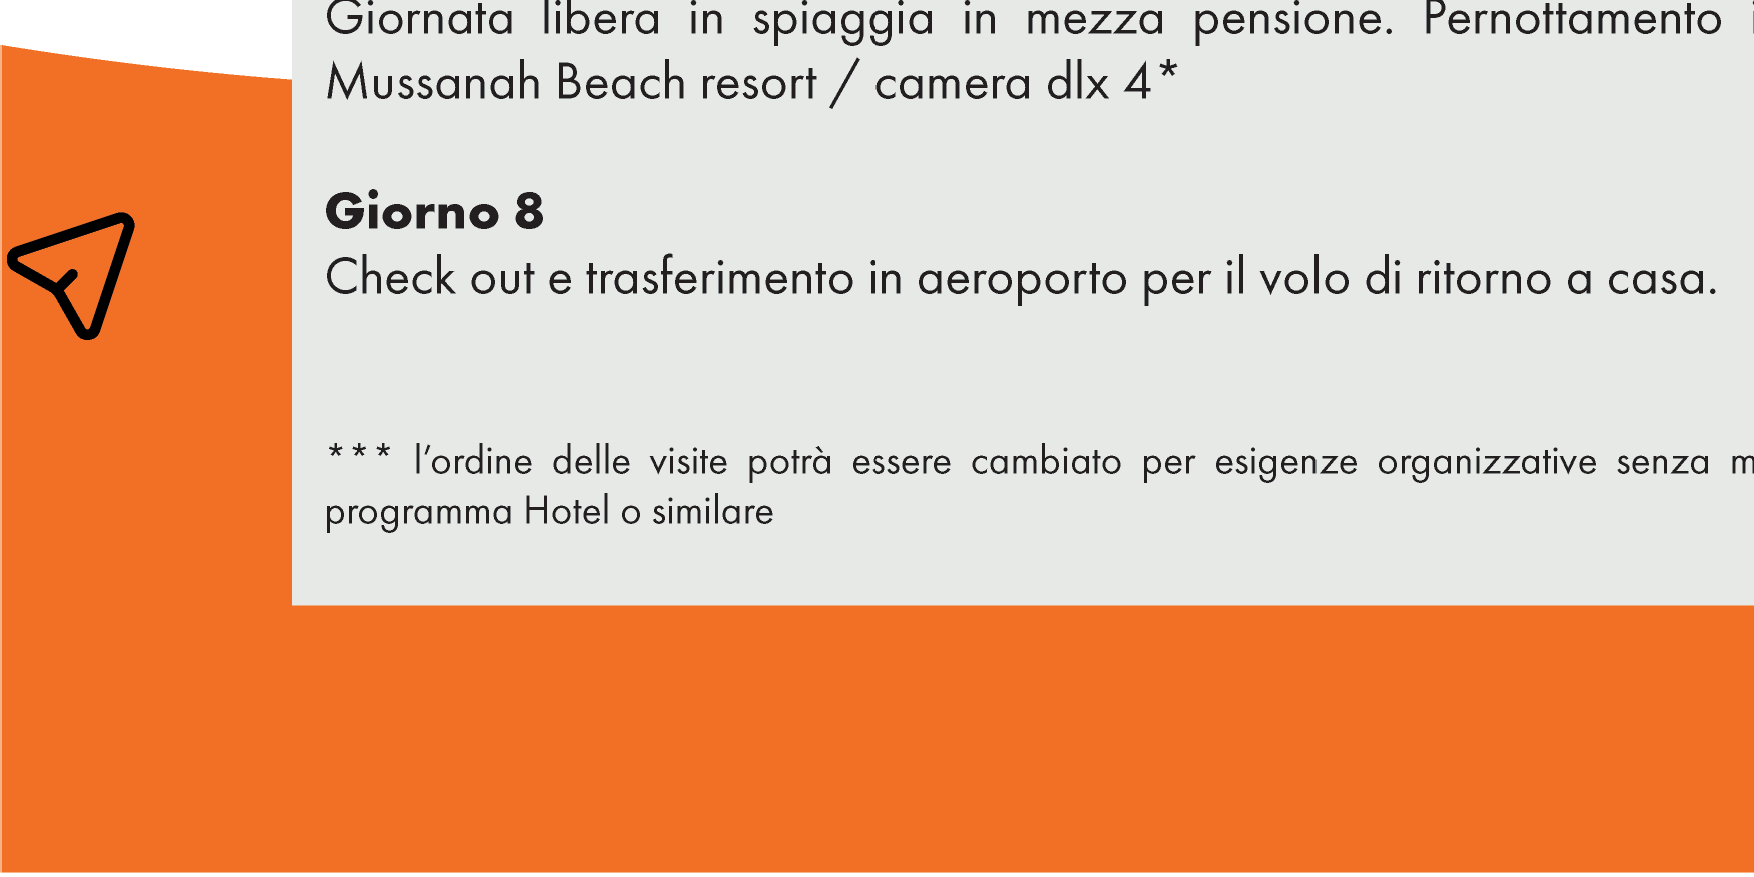 Giornata libera in spiaggia in mezza pensione. Pernottamento
Mussanah Beach resort / camera dlx 4*
Giorno 8
Check out e trasferimento in aeroporto per il volo di ritorno a casa.
*** l’ordine delle visite potrà essere cambiato per esigenze organizzative senza
programma Hotel o similare